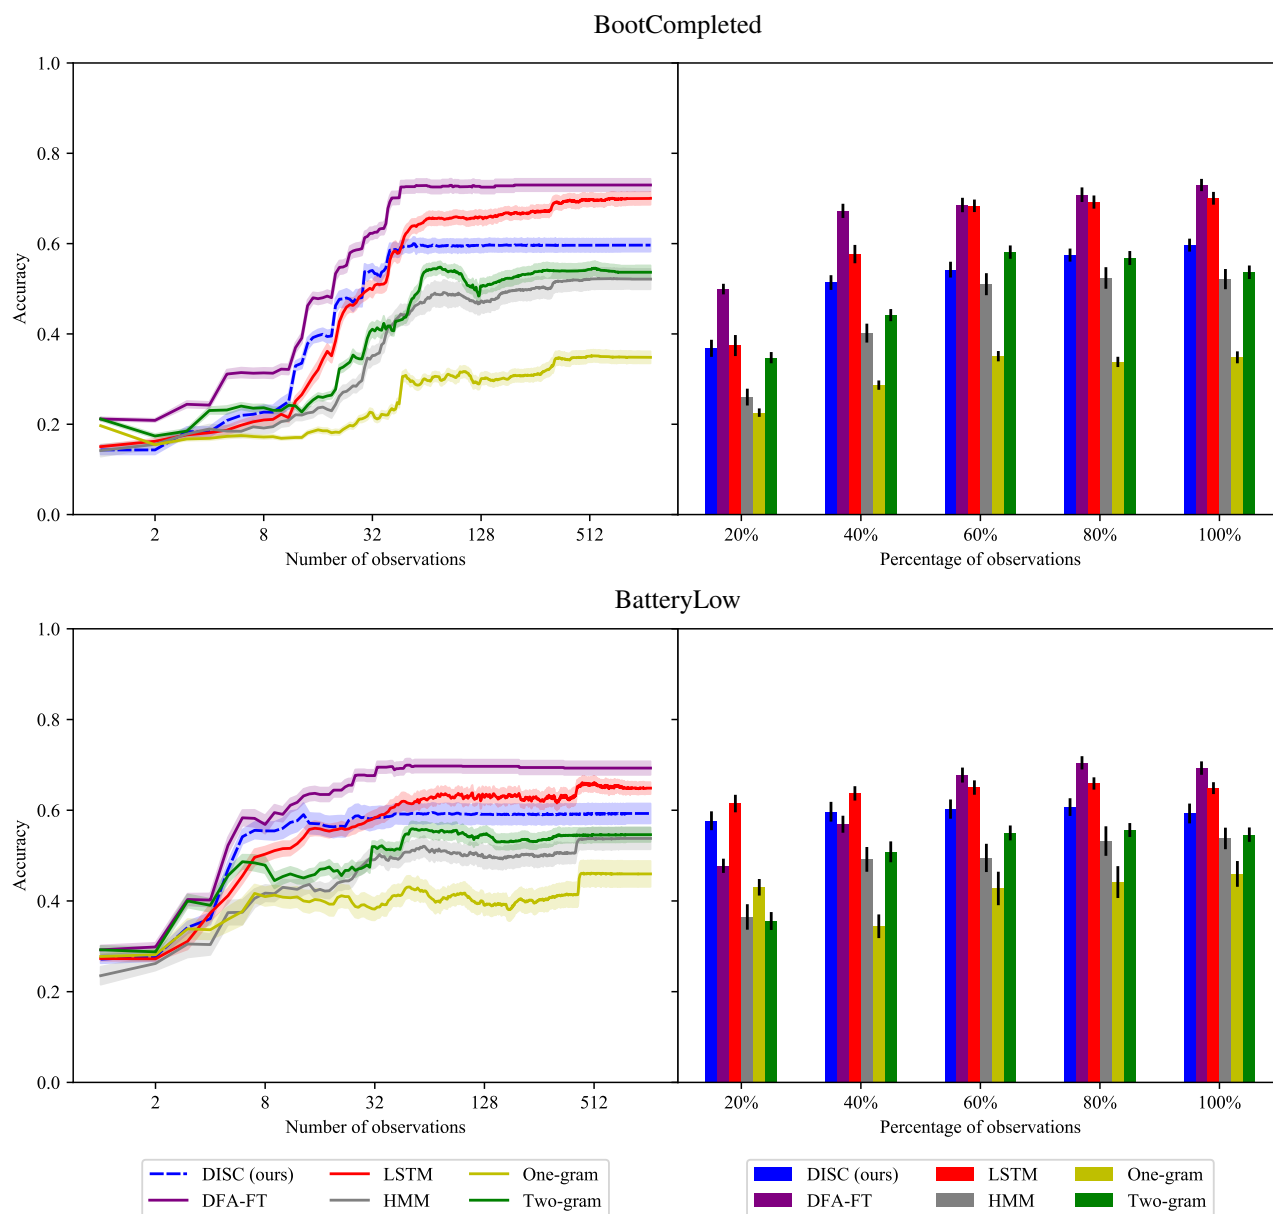 BootCompleted
1.0
0.8
0.6
0.4
0.2
0.0
Accuracy
2 8 32 128 512
Number of observations
20% 40% 60% 80% 100%
Percentage of observations
BatteryLow
1.0
0.8
0.6
0.4
0.2
0.0
Accuracy
2 8 32 128 512
Number of observations
20% 40% 60% 80% 100%
Percentage of observations
DISC (ours) LSTM One-gram
DFA-FT HMM Two-gram
DISC (ours) LSTM One-gram
DFA-FT HMM Two-gram